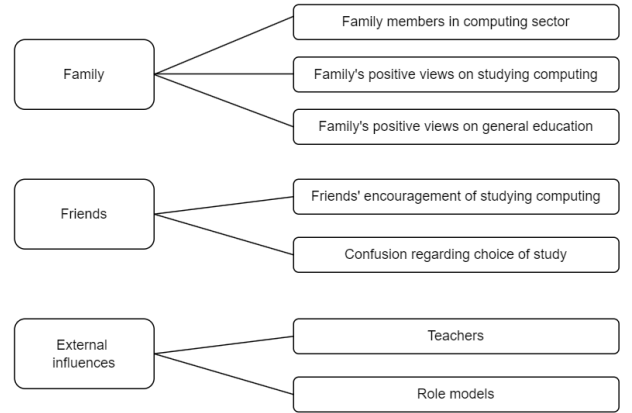 Family
Family members in computing sector
Family's positive views on studying computing
Family's positive views on general education
Friends
Friends' encouragement of studying computing
Confusion regarding choice of study
External
influences
Teachers
Role models